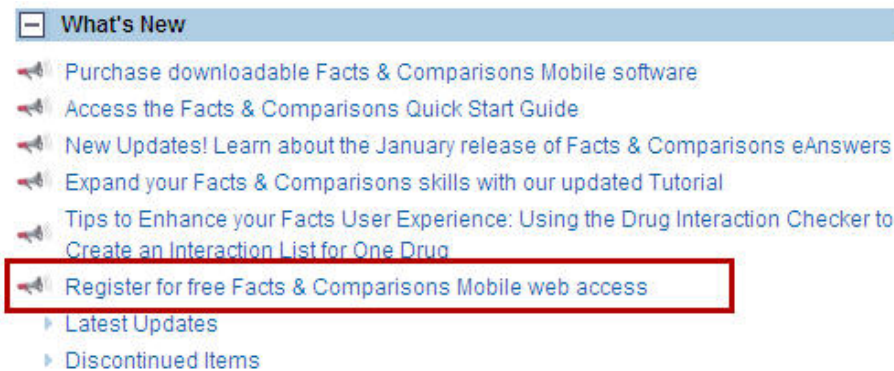 What's New
Purchase downloadable Facts & Comparisons Mobile software
Access the Facts & Comparisons Quick Start Guide
New Updates! Learn about the January release of Facts & Comparisons eAnswers
Expand your Facts & Comparisons skills with our updated Tutorial
Tips to Enhance your Facts User Experience: Using the Drug Interaction Checker to
Create an Interaction List for One Drug
Register for free Facts & Comparisons Mobile web access
Latest Updates
Discontinued Items